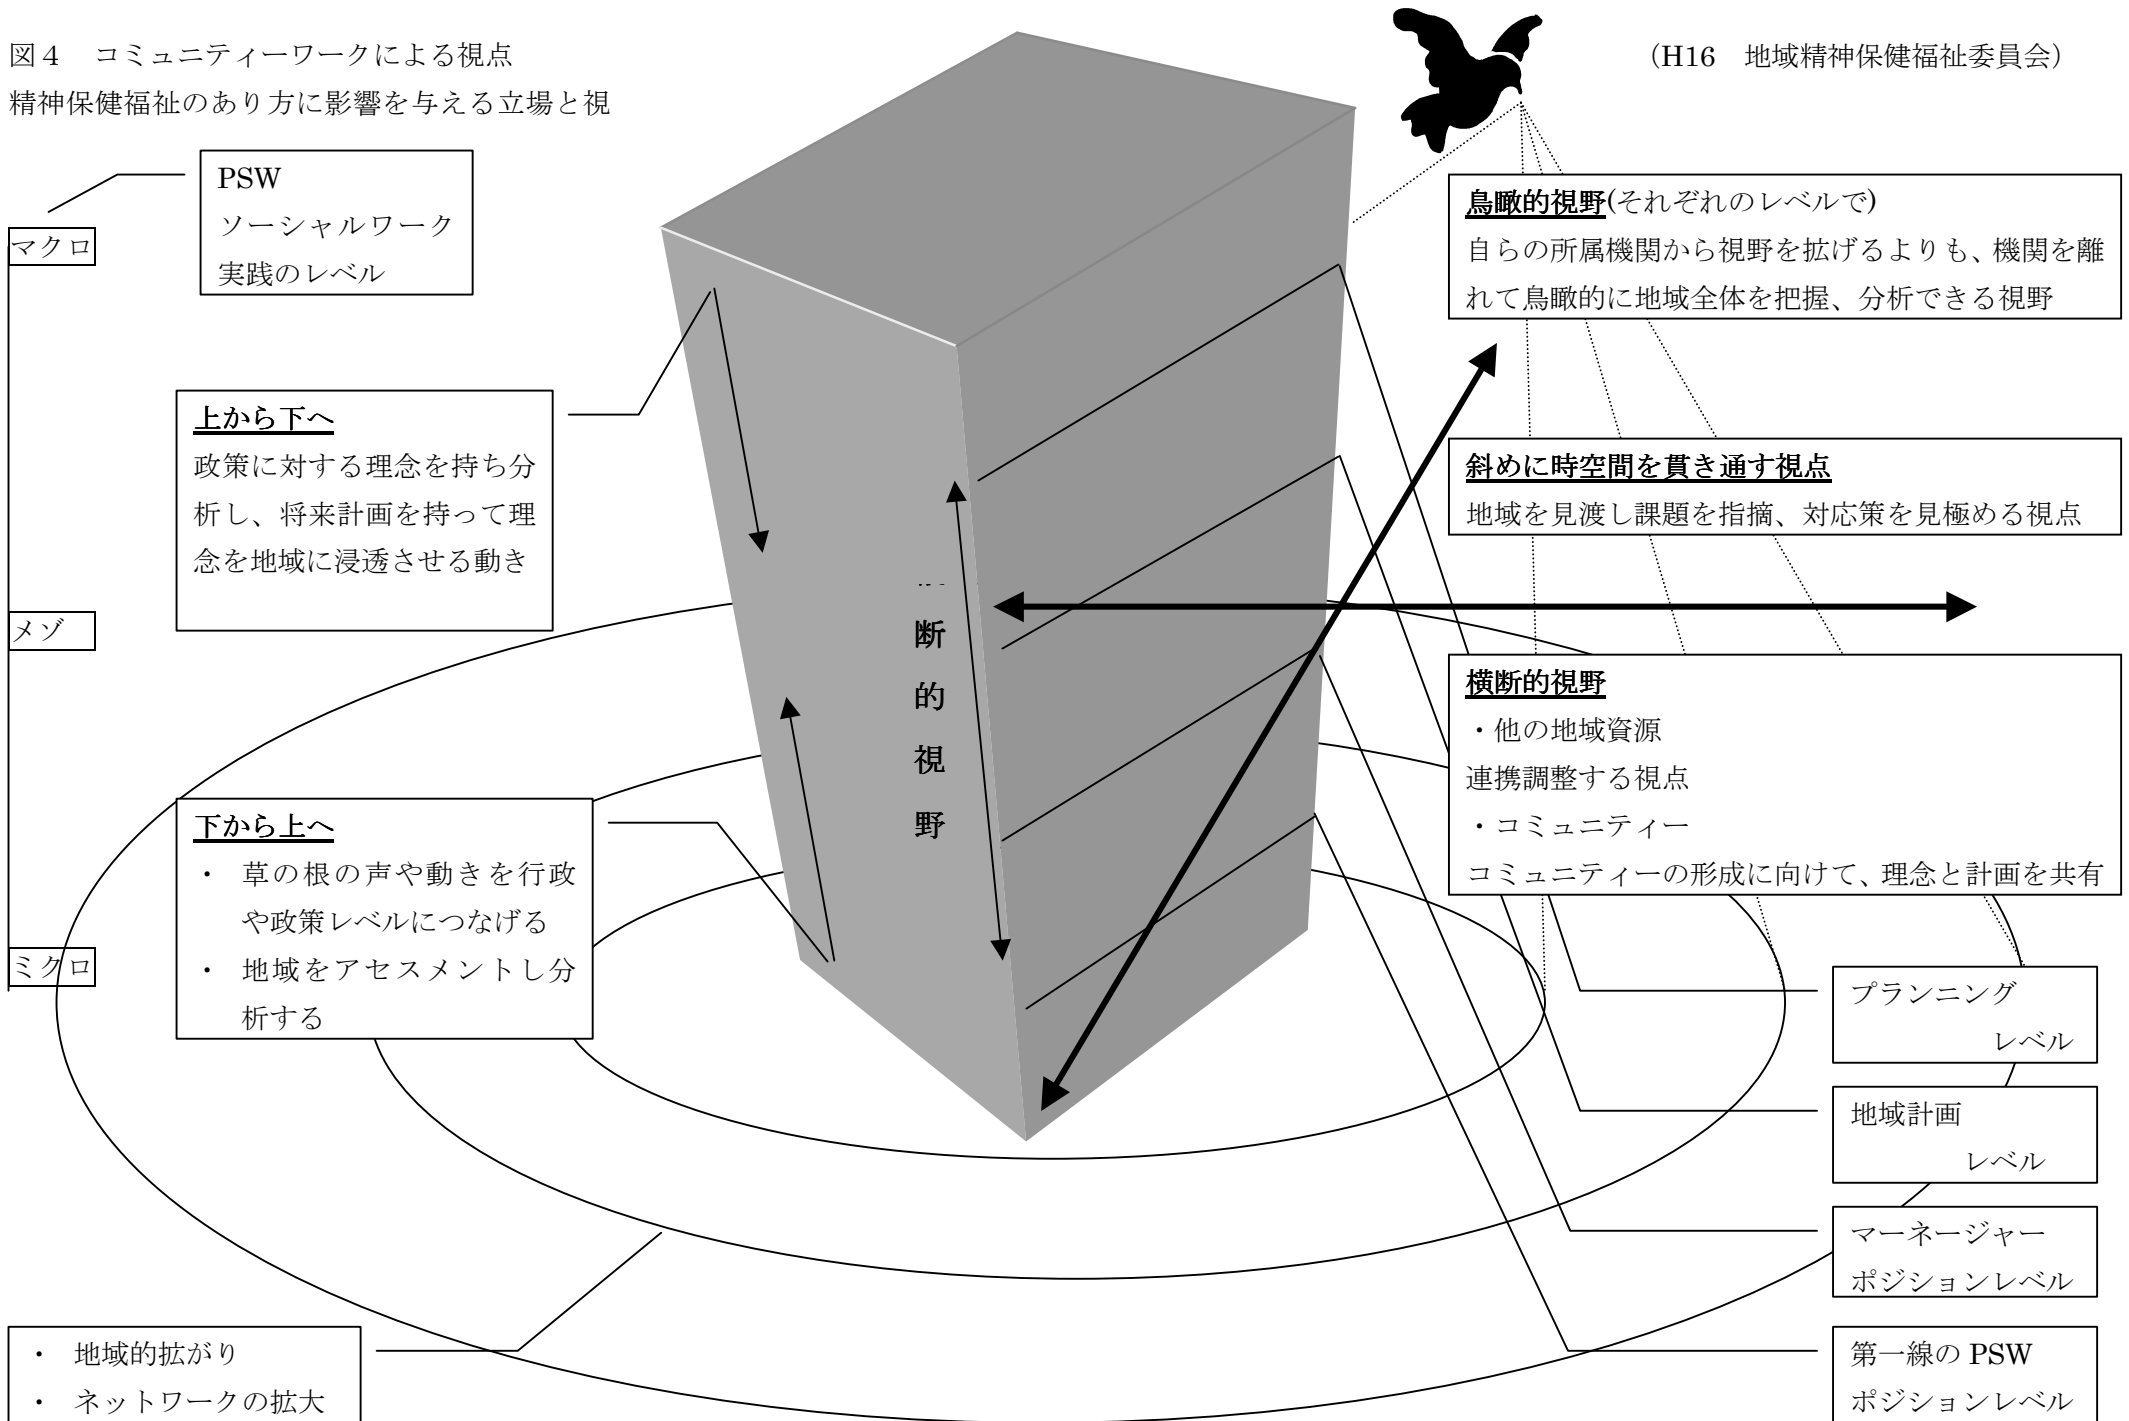 図４　コミュニティーワークによる視点
精神保健福祉のあり方に影響を与える立場と視
（H16　地域精神保健福祉委員会）
PSW
ソーシャルワーク
実践のレベル
マクロ
メゾ
ミクロ
上から下へ
政策に対する理念を持ち分
析し、将来計画を持って理
念を地域に浸透させる動き
下から上へ
・ 草の根の声や動きを行政
や政策レベルにつなげる
・ 地域をアセスメントし分
析する
断的視野
鳥瞰的視野(それぞれのレベルで)
自らの所属機関から視野を拡げるよりも、機関を離
れて鳥瞰的に地域全体を把握、分析できる視野
斜めに時空間を貫き通す視点
地域を見渡し課題を指摘、対応策を見極める視点
横断的視野
・他の地域資源
連携調整する視点
・コミュニティー
コミュニティーの形成に向けて、理念と計画を共有
プランニング
レベル
地域計画
レベル
マーネージャー
ポジションレベル
第一線の PSW
ポジションレベル
・ 地域的拡がり
・ ネットワークの拡大